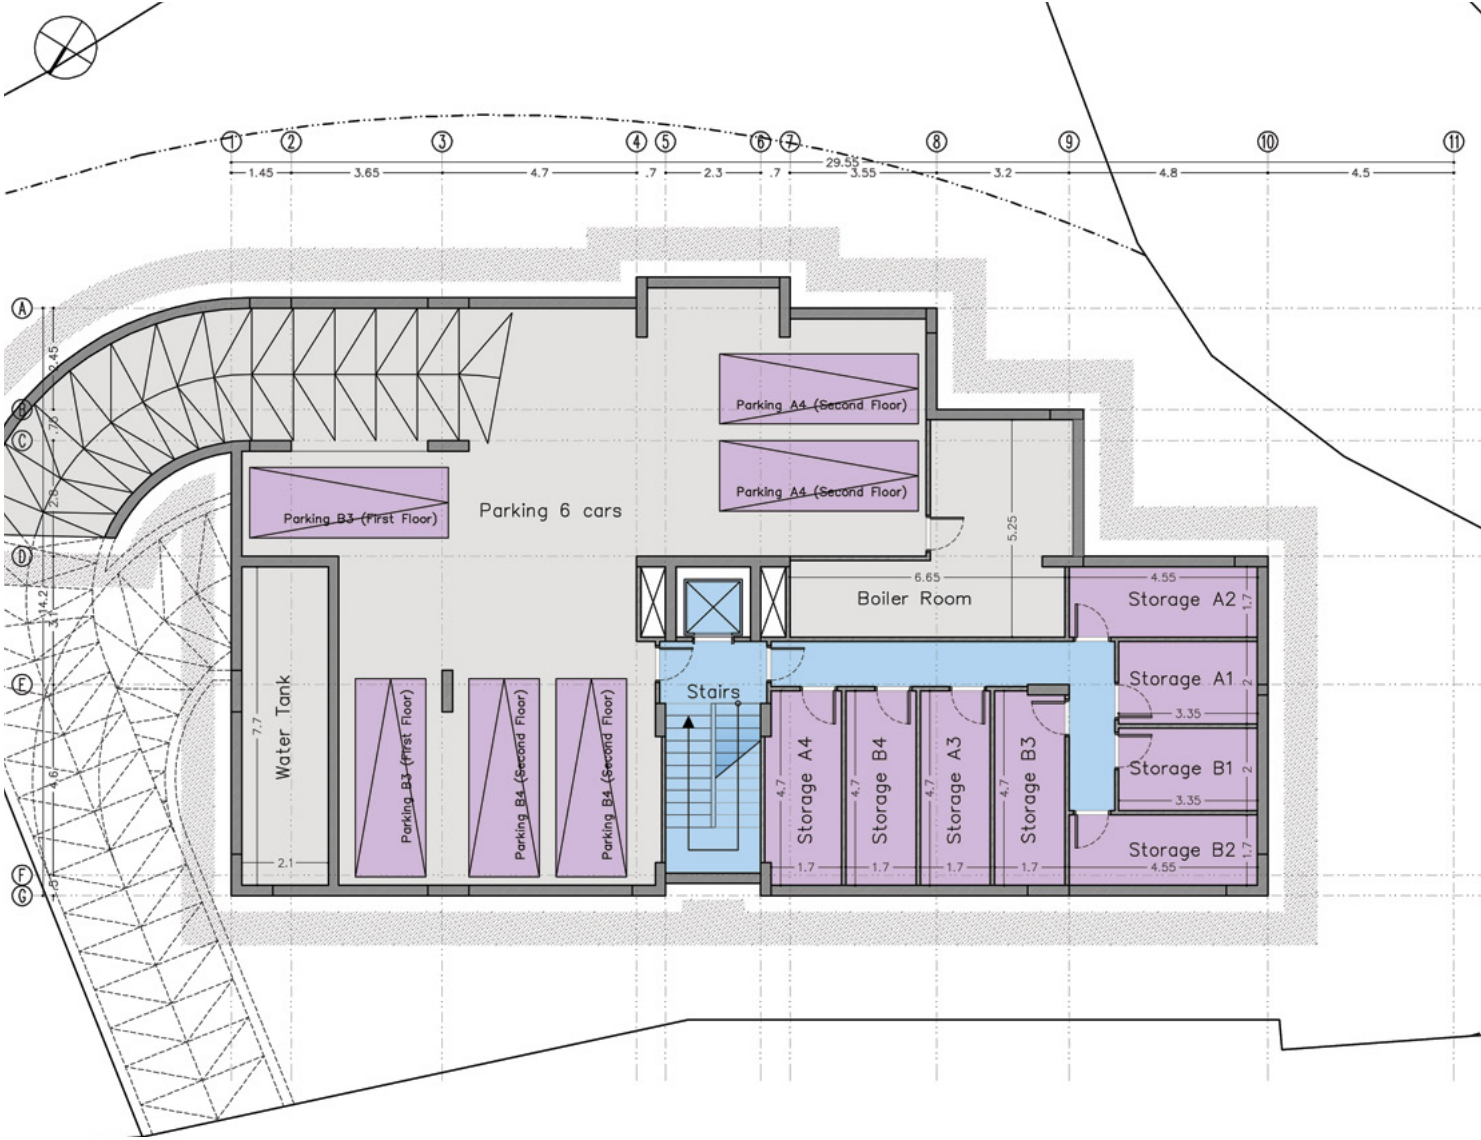 1 2 3 4 5 6 7 8 9 10 11
29.55
1.45 3.65 4.7 .7 2.3 .7 3.55 3.2 4.8 4.5
A
2.45
B
.75
C
2.8
D
14.2
3.1
E
4.6
F
.5
G
Parking A4 (Second Floor)
Parking A4 (Second Floor)
Parking B3 (First Floor)
Parking 6 cars
5.25
6.65
Boiler Room
4.55
Storage A2
1.7
Storage A1
2
3.35
Storage B1
2
3.35
Storage B2
1.7
4.55
Stairs
Water Tank
7.7
2.1
Parking B3 (First Floor)
Parking B4 (Second Floor)
Parking B4 (Second Floor)
4.7
Storage A4
1.7
4.7
Storage B4
1.7
4.7
Storage A3
1.7
4.7
Storage B3
1.7